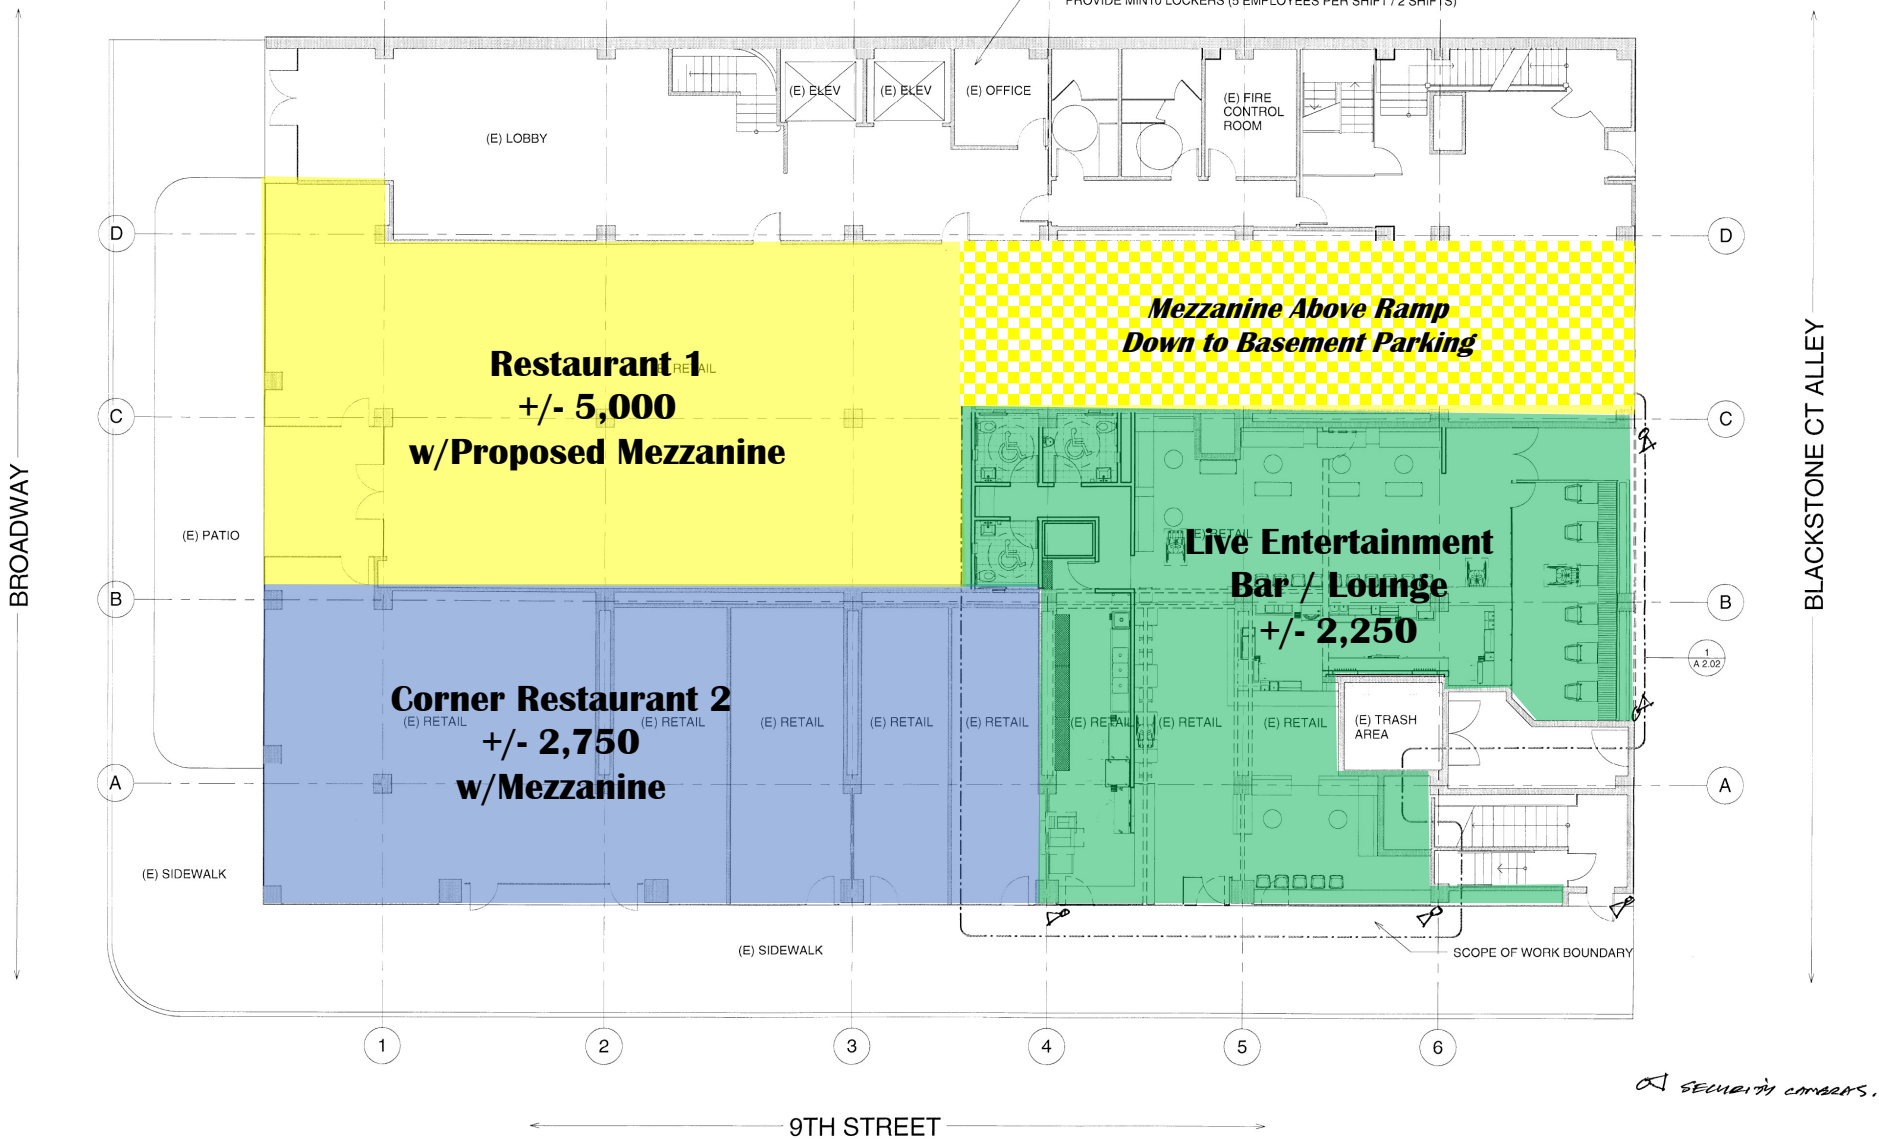 PROVIDE MIN10 LOCKERS (5 EMPLOYEES PER SHIFT / 2 SHIFTS)
(E) ELEV
(E) ELEV
(E) OFFICE
(E) FIRE
CONTROL
ROOM
(E) LOBBY
D
D
Mezzanine Above Ramp
Down to Basement Parking
Restaurant 1
+/- 5,000
w/Proposed Mezzanine
RETAIL
C
C
BROADWAY
BLACKSTONE CT ALLEY
(E) PATIO
(E) RETAIL
Live Entertainment
Bar / Lounge
+/- 2,250
B
B
1
A 2.02
Corner Restaurant 2
+/- 2,750
w/Mezzanine
(E) RETAIL
(E) RETAIL
(E) RETAIL
(E) RETAIL
(E) RETAIL
(E) RETAIL
(E) RETAIL
(E) RETAIL
(E) TRASH
AREA
A
A
(E) SIDEWALK
(E) SIDEWALK
SCOPE OF WORK BOUNDARY
1
2
3
4
5
6
SECURITY CAMERAS.
9TH STREET